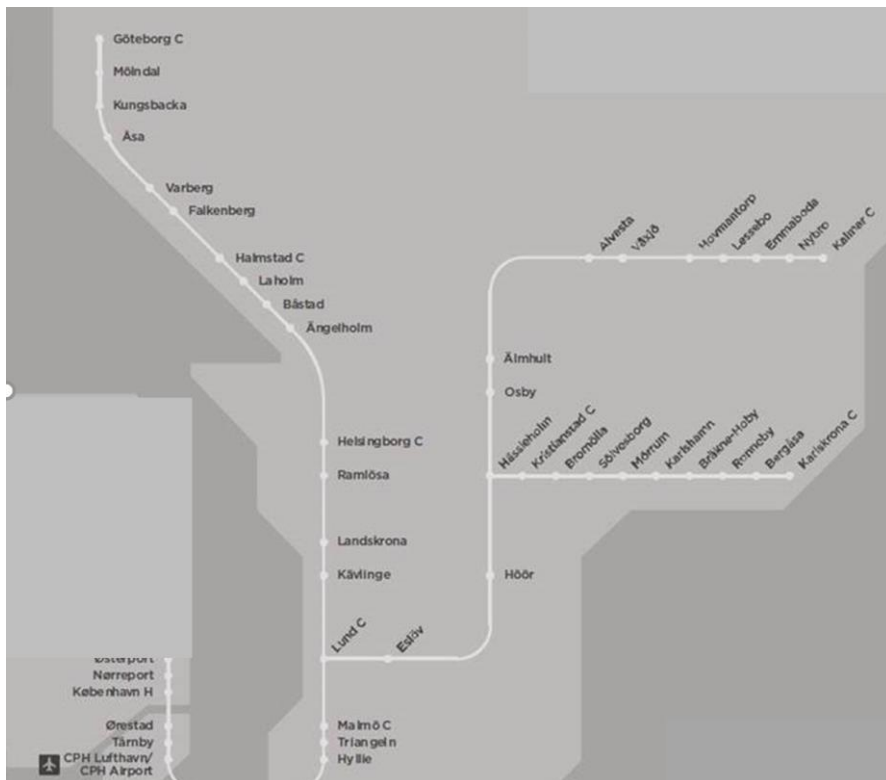 Göteborg C
Mölndal
Kungsbacka
Åsa
Varberg
Falkenberg
Halmstad C
Laholm
Båstad
Ängelholm
Helsingborg C
Ramlösa
Landskrona
Kävlinge
Lund C
Eslöv
Malmö C
Triangeln
Hyllie
Höör
Hässleholm
Kristianstad C
Bromölla
Sölvesborg
Mörrum
Karlshamn
Bräkne-Hoby
Ronneby
Bergåsa
Karlskrona C
Osby
Älmhult
Alvesta
Växjö
Hovmantorp
Lessebo
Emmaboda
Nybro
Kalmar C
Østerport
Nørreport
København H
Ørestad
Tårnby
CPH Lufthavn/
CPH Airport